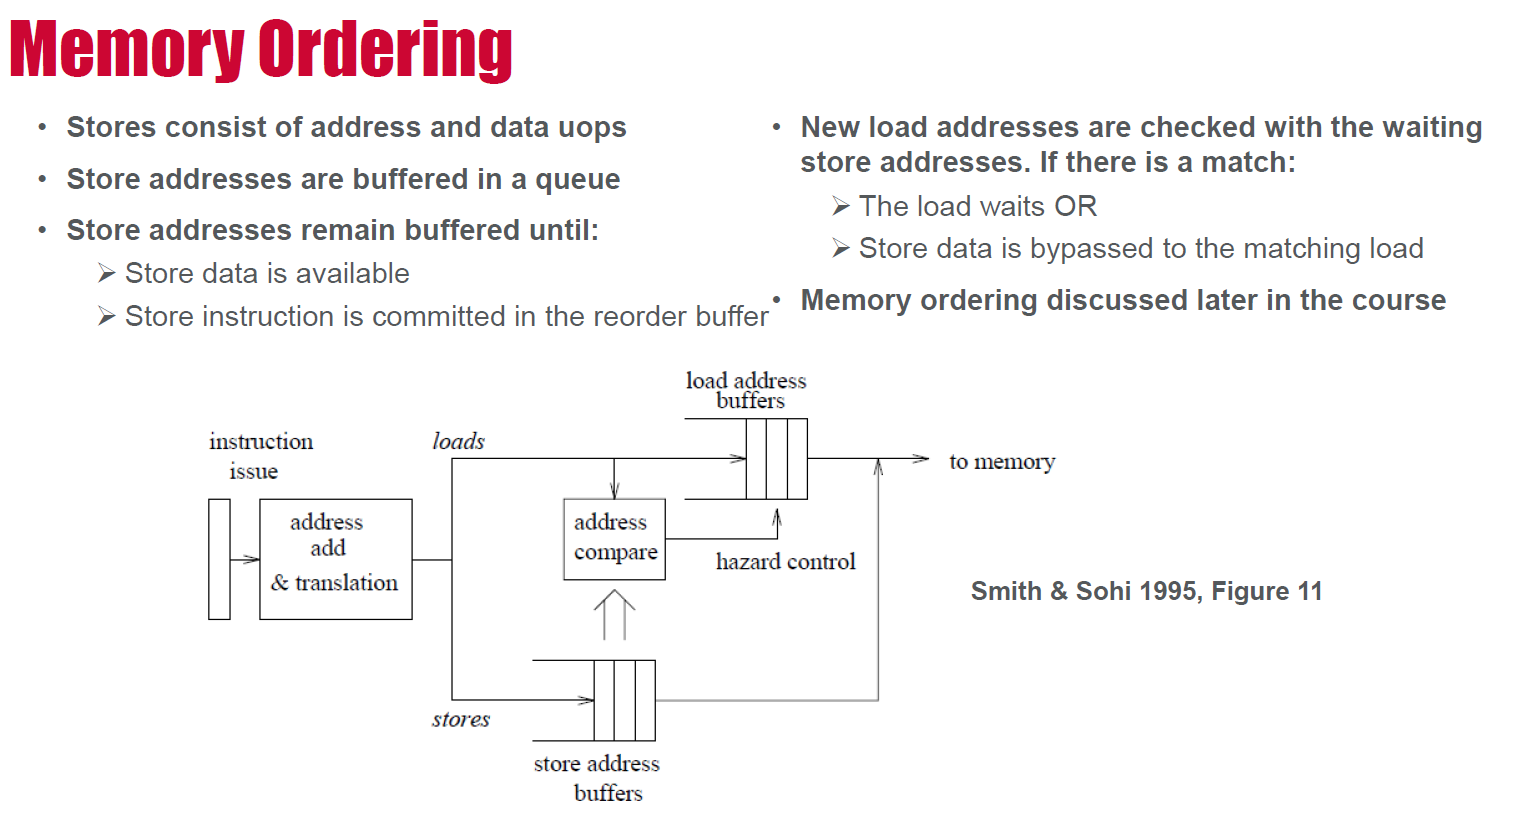 Memory Ordering
• Stores consist of address and data uops
• Store addresses are buffered in a queue
• Store addresses remain buffered until:
➢ Store data is available
➢ Store instruction is committed in the reorder buffer
• New load addresses are checked with the waiting
store addresses. If there is a match:
➢ The load waits OR
➢ Store data is bypassed to the matching load
• Memory ordering discussed later in the course
load address
buffers
instruction
issue
loads
to memory
address
add
& translation
address
compare
hazard control
Smith & Sohi 1995, Figure 11
stores
store address
buffers